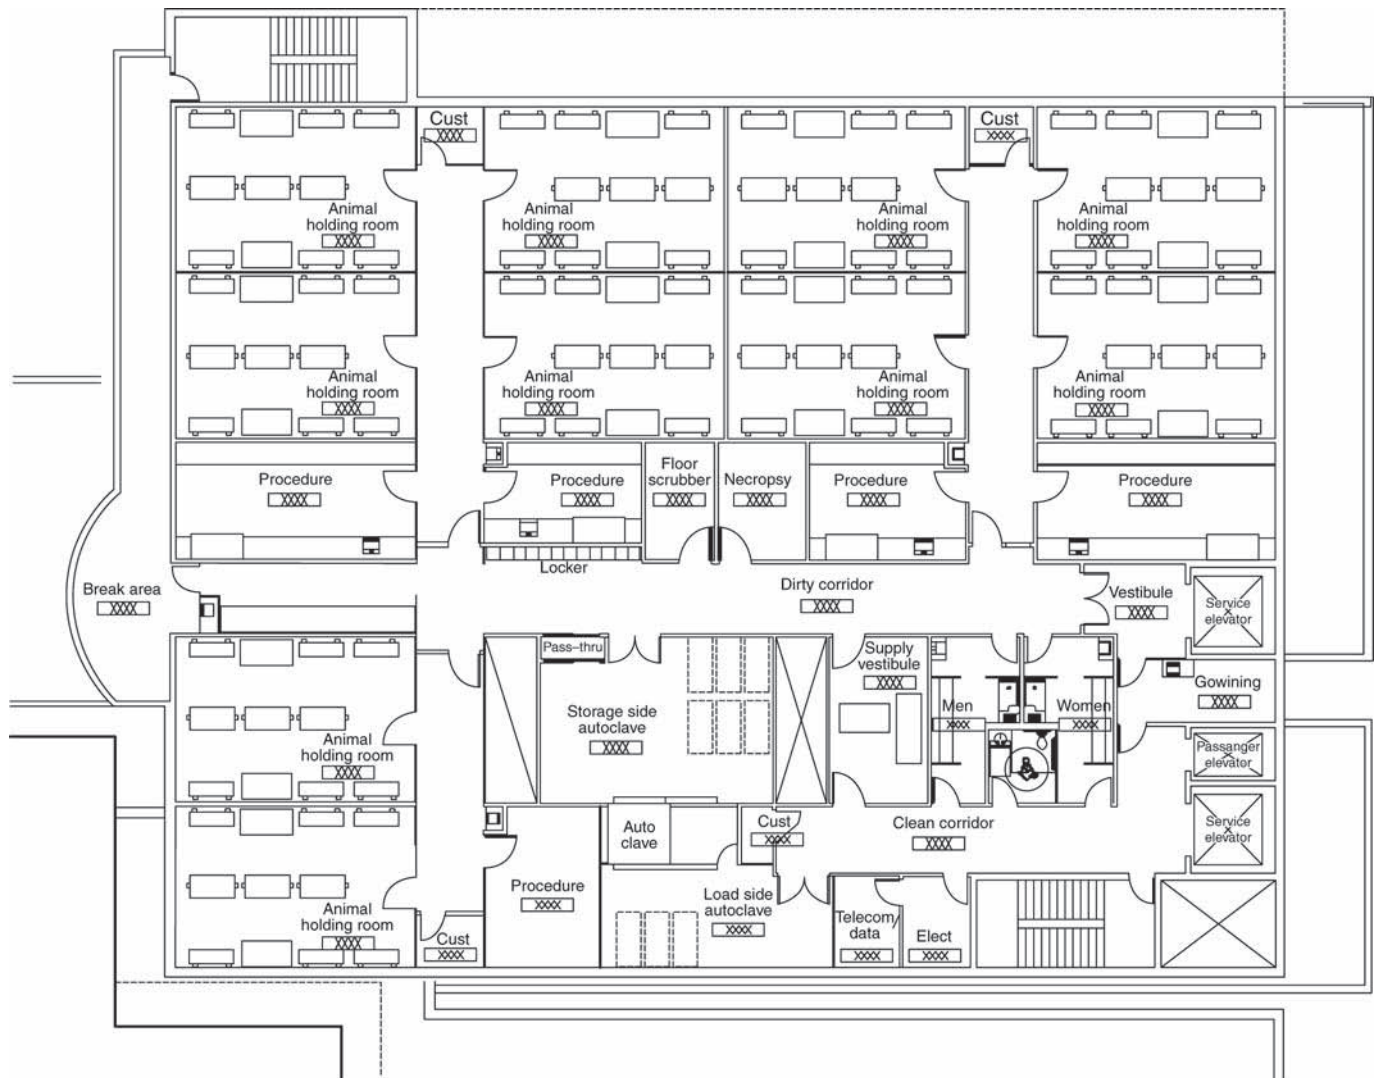 Cust
XXXX
Cust
XXXX
Animal
holding room
XXXX
Animal
holding room
XXXX
Animal
holding room
XXXX
Animal
holding room
XXXX
Animal
holding room
XXXX
Animal
holding room
XXXX
Animal
holding room
XXXX
Animal
holding room
XXXX
Procedure
XXXX
Procedure
XXXX
Floor
scrubber
XXXX
Necropsy
XXXX
Procedure
XXXX
Procedure
XXXX
Locker
Break area
XXXX
Dirty corridor
XXXX
Vestibule
XXXX
Service
elevator
Pass–thru
Supply
vestibule
XXXX
Gowining
XXXX
Storage side
autoclave
XXXX
Men
XXXX
Women
XXXX
Animal
holding room
XXXX
Passanger
elevator
Auto
clave
Cust
XXXX
Clean corridor
XXXX
Service
elevator
Procedure
XXXX
Load side
autoclave
XXXX
Animal
holding room
XXXX
Cust
XXXX
Telecom/
data
XXXX
Elect
XXXX